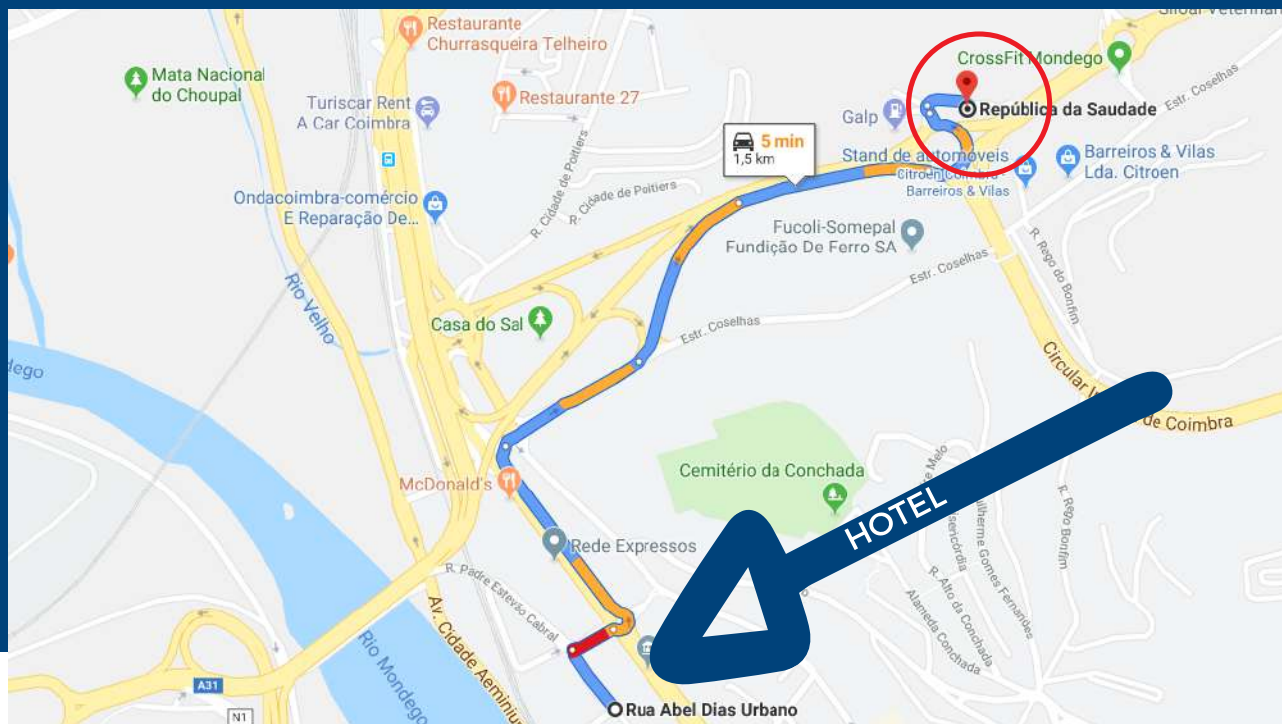 Restaurante
Churrasqueira Telheiro
Mata Nacional
do Choupal
Turiscar Rent
A Car Coimbra
Restaurante 27
CrossFit Mondego
Estr. Coselhas
Galp
República da Saudade
5 min
1,5 km
Stand de automóveis
Citroën Coimbra -
Barreiros & Vilas
Barreiros & Vilas
Lda. Citroen
R. Cidade de Poitiers
R. Cidade de Poitiers
Ondacoimbra-comércio
E Reparação De...
Fucoli-Somepal
Fundição De Ferro SA
Estr. Coselhas
R. Rego do Bonfim
Rio Velho
Casa do Sal
Estr. Coselhas
Circular
de Coimbra
McDonald's
Cemitério da Conchada
HOTEL
R. Rêgo Bonfim
Guilherme Gomes Fernandes
Rede Expressos
R. Padre Estevão Cabral
R. Alto da Conchada
Alameda Conchada
Av. Cidade Aeminium
Rio Mondego
A31
N1
Rua Abel Dias Urbano